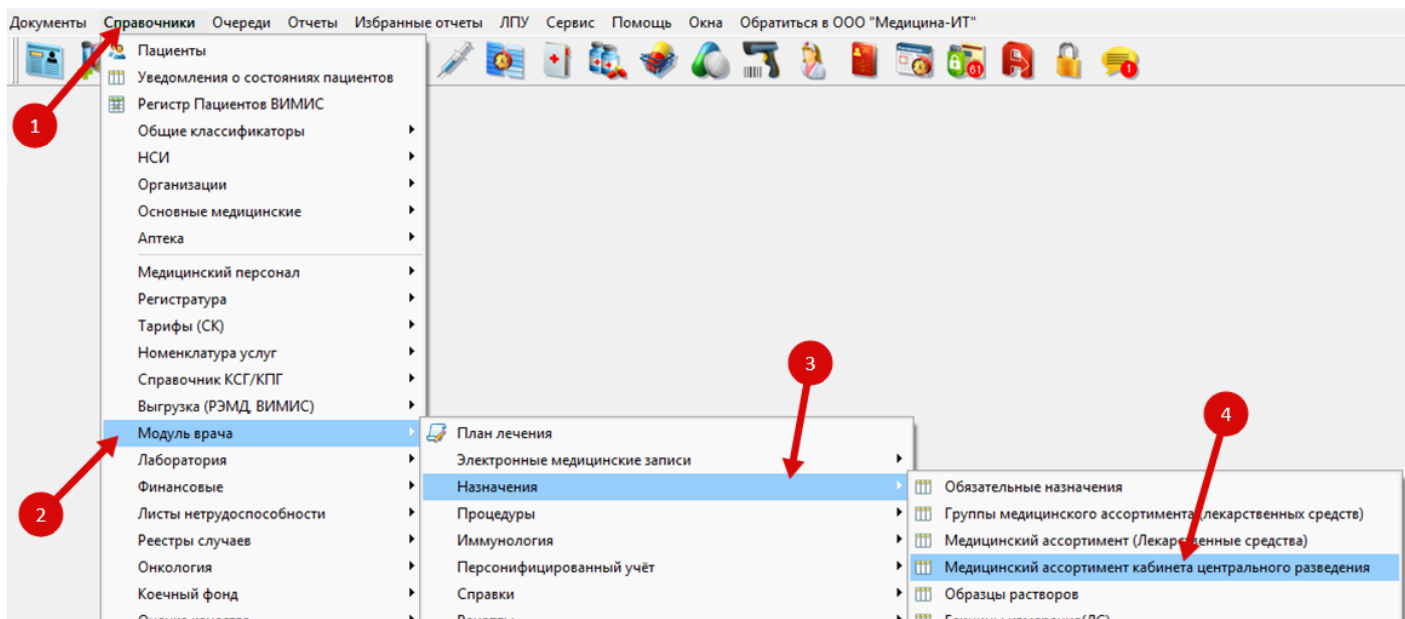 Документы Справочники Очереди Отчеты Избранные отчеты ЛПУ Сервис Помощь Окна Обратиться в ООО "Медицина-ИТ"
Пациенты
Уведомления о состояниях пациентов
Регистр Пациентов ВИМИС
Общие классификаторы
НСИ
Организации
Основные медицинские
Аптека
Медицинский персонал
Регистратура
Тарифы (СК)
Номенклатура услуг
Справочник КСГ/КПГ
Выгрузка (РЭМД, ВИМИС)
Модуль врача
Лаборатория
Финансовые
Листы нетрудоспособности
Реестры случаев
Онкология
Коечный фонд
План лечения
Электронные медицинские записи
Назначения
Процедуры
Иммунология
Персонифицированный учёт
Справки
Обязательные назначения
Группы медицинского ассортимента (лекарственных средств)
Медицинский ассортимент (Лекарственные средства)
Медицинский ассортимент кабинета центрального разведения
Образцы растворов
1
2
3
4
81
1